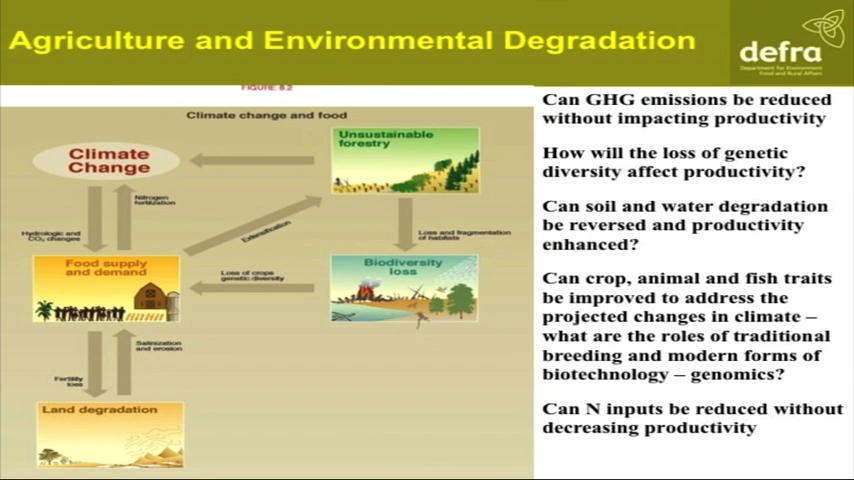 Agriculture and Environmental Degradation
defra
Department for Environment
Food and Rural Affairs
FIGURE 8.2
Climate change and food
Unsustainable
forestry
Climate
Change
Nitrogen
fertilization
Hydrologic and
CO2 changes
Extensification
Loss and fragmentation
of habitats
Food supply
and demand
Loss of crops
genetic diversity
Biodiversity
loss
Salinization
and erosion
Fertility
loss
Land degradation
Can GHG emissions be reduced
without impacting productivity
How will the loss of genetic
diversity affect productivity?
Can soil and water degradation
be reversed and productivity
enhanced?
Can crop, animal and fish traits
be improved to address the
projected changes in climate –
what are the roles of traditional
breeding and modern forms of
biotechnology – genomics?
Can N inputs be reduced without
decreasing productivity